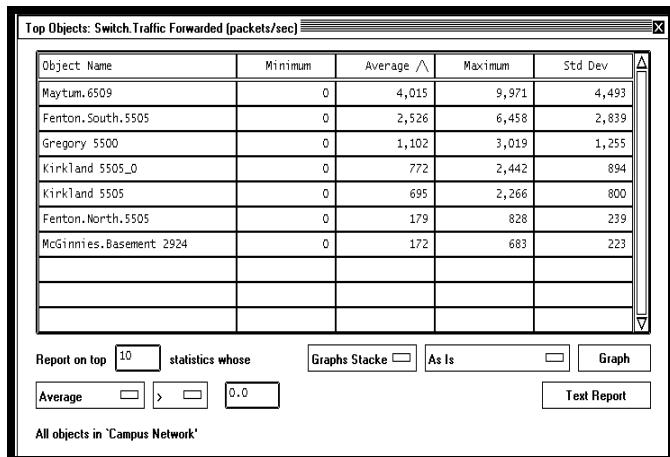 Top Objects: Switch.Traffic Forwarded (packets/sec)
Object Name Minimum Average Maximum Std Dev
Maytum.6509 0 4,015 9,971 4,493
Fenton.South.5505 0 2,526 6,458 2,839
Gregory 5500 0 1,102 3,019 1,255
Kirkland 5505_0 0 772 2,442 894
Kirkland 5505 0 695 2,266 800
Fenton.North.5505 0 179 828 239
McGinnies.Basement 2924 0 172 683 223
Report on top 10 statistics whose Graphs Stacke As Is Graph
Average > 0.0 Text Report
All objects in `Campus Network'